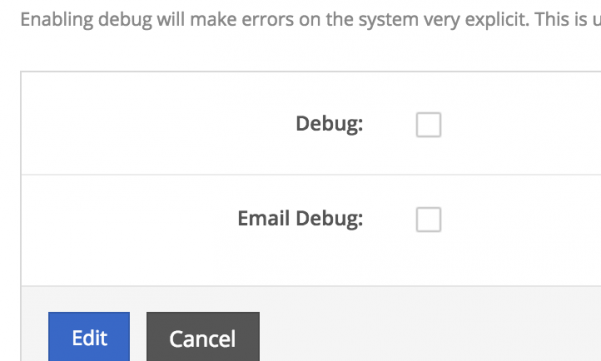 Enabling debug will make errors on the system very explicit. This is
Debug:
Email Debug:
Edit
Cancel